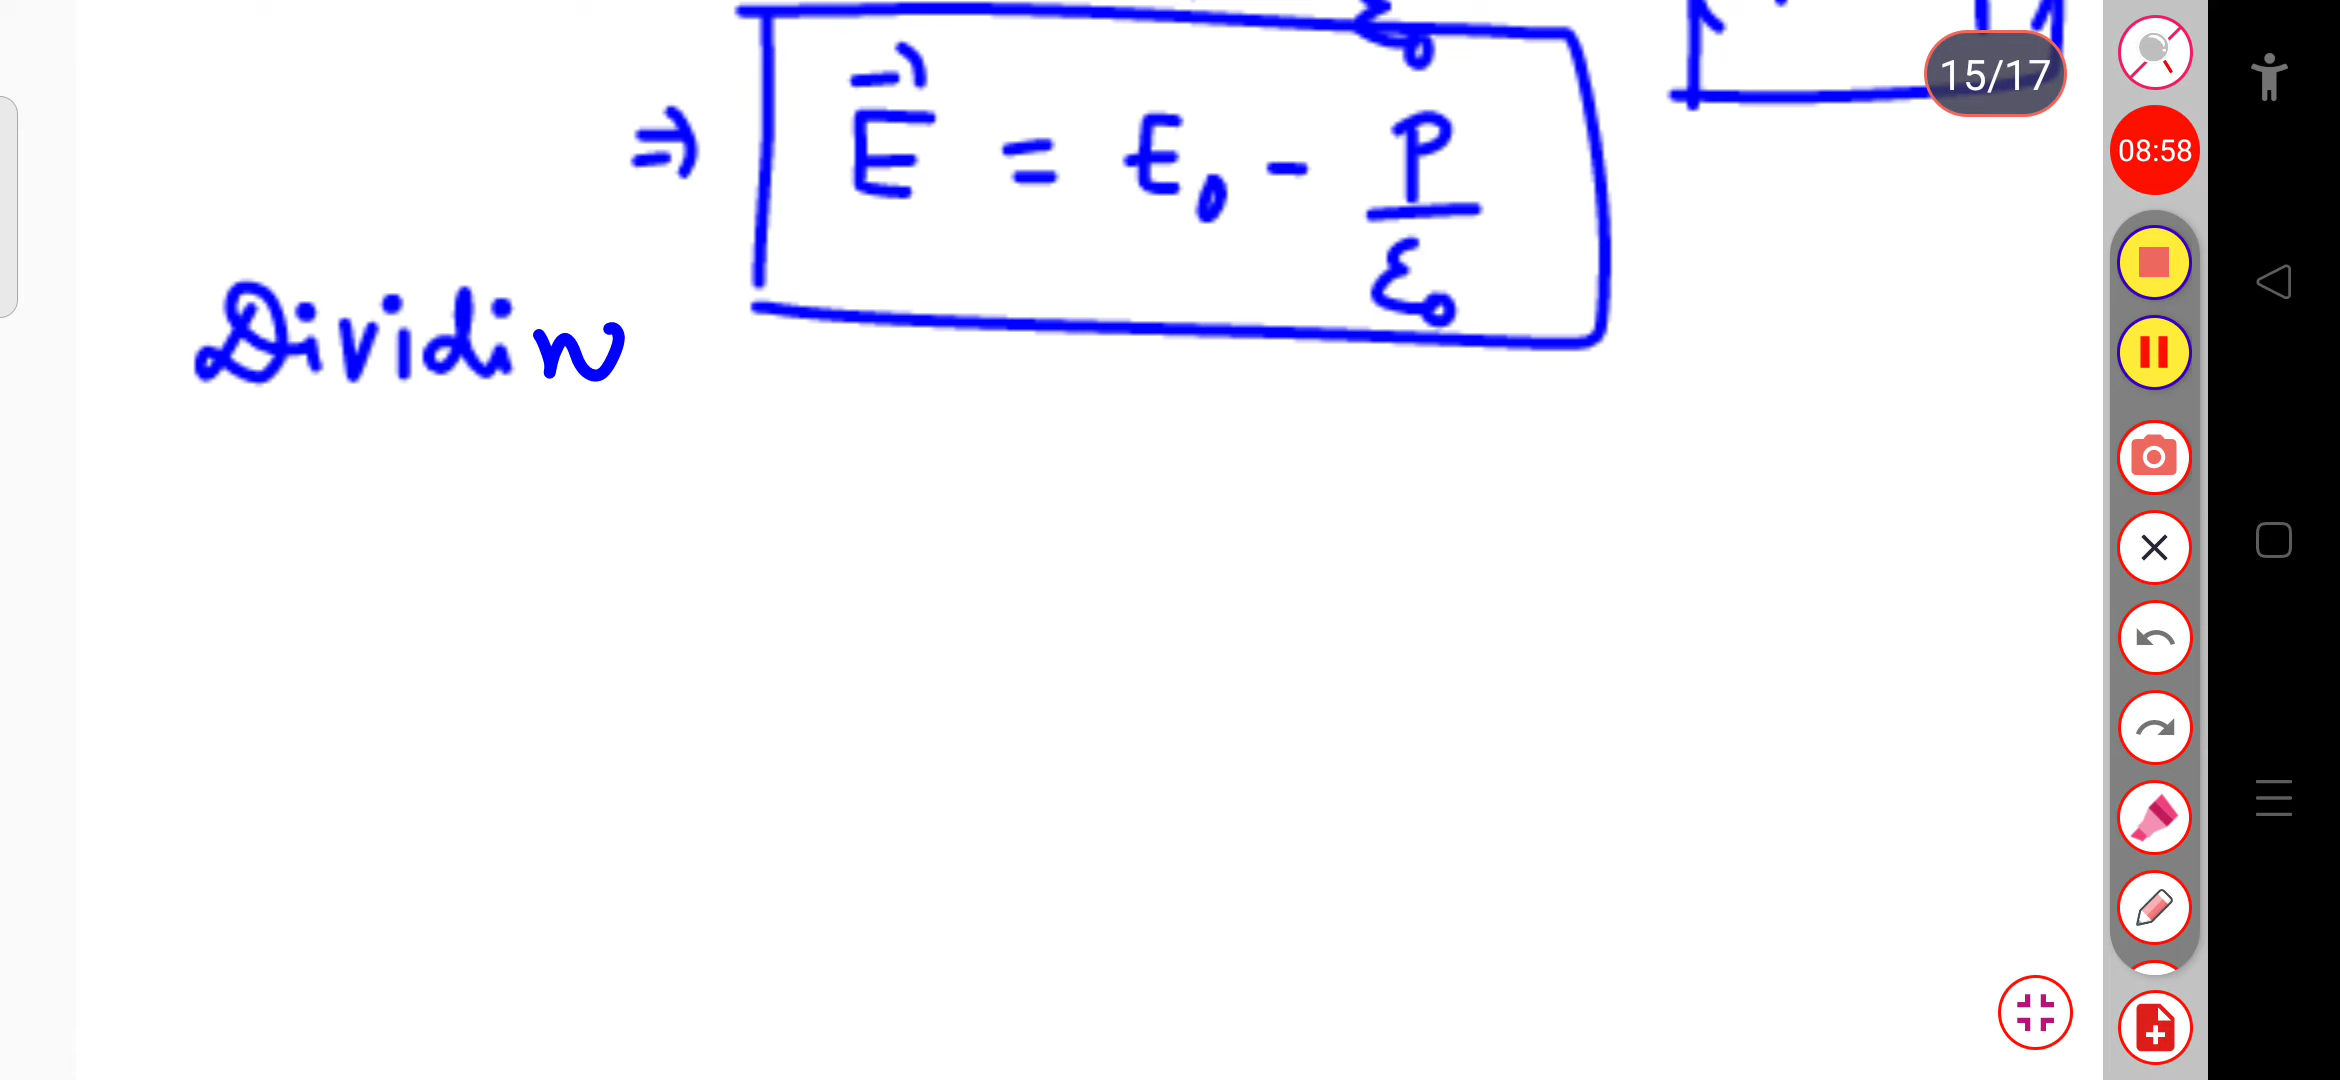 15/17
08:58
⇒ E⃗ = E₀ - P/ε₀
Dividin